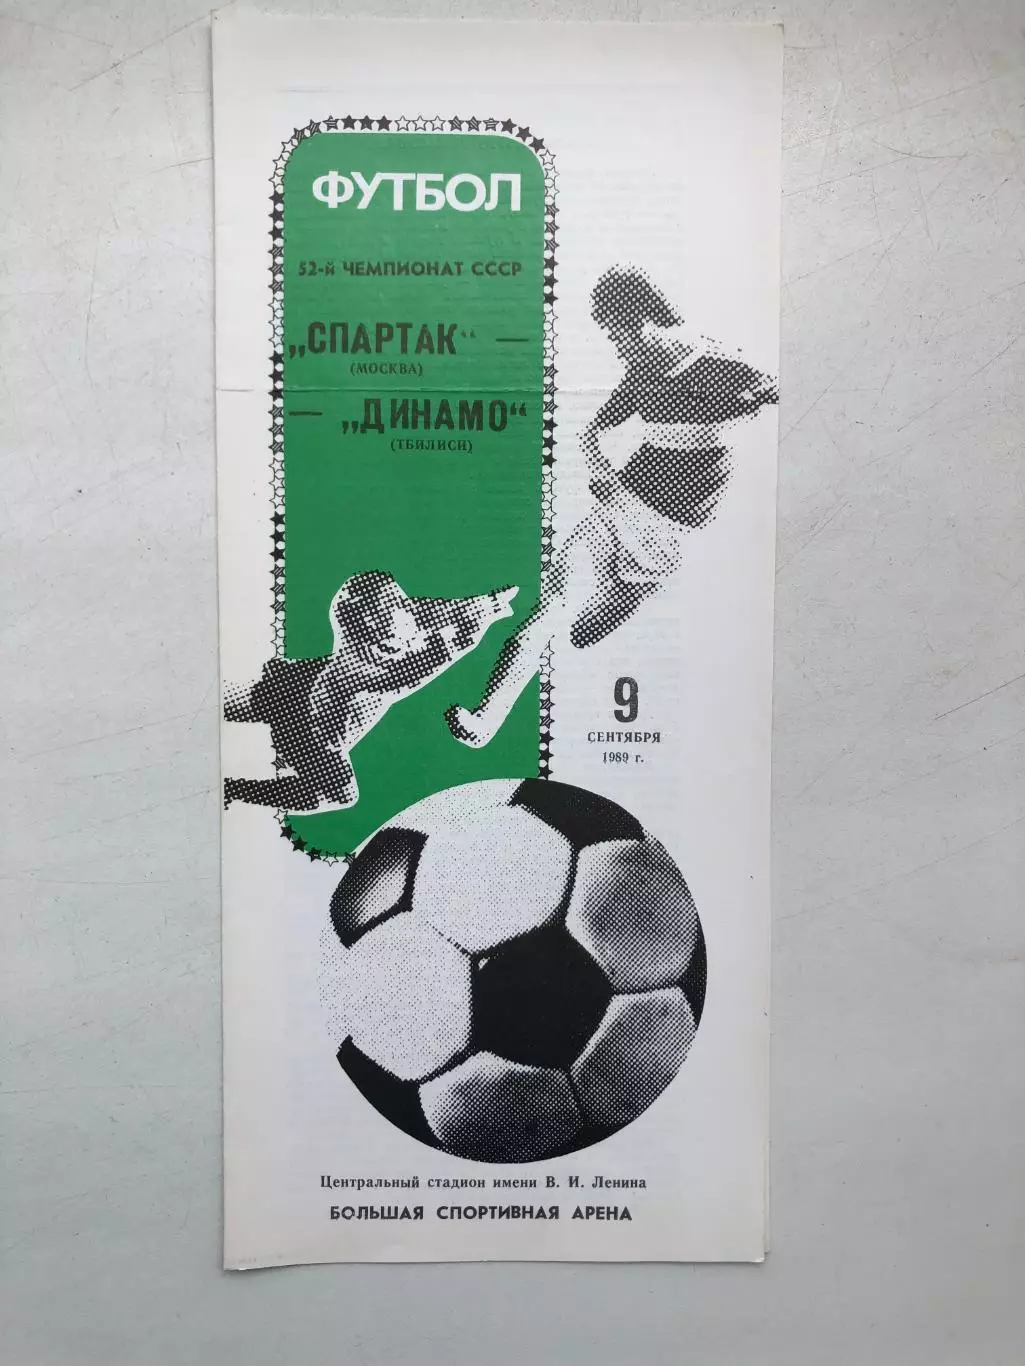 ФУТБОЛ
52-й ЧЕМПИОНАТ СССР
„СПАРТАК“ —
(МОСКВА)
— „ДИНАМО“
(ТБИЛИСИ)
9
СЕНТЯБРЯ
1989 г.
Центральный стадион имени В. И. Ленина
БОЛЬШАЯ СПОРТИВНАЯ АРЕНА